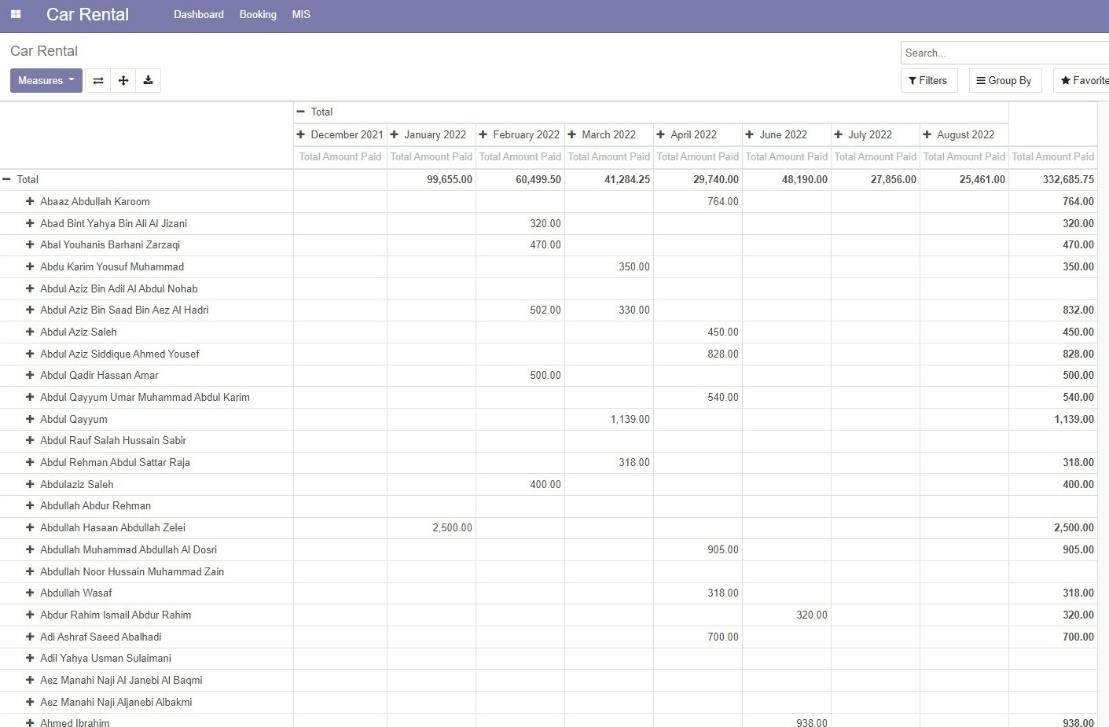 Car Rental Dashboard Booking MIS
Car Rental
Search...
Measures
Filters Group By Favorite
Total
December 2021 January 2022 February 2022 March 2022 April 2022 June 2022 July 2022 August 2022
Total Amount Paid Total Amount Paid Total Amount Paid Total Amount Paid Total Amount Paid Total Amount Paid Total Amount Paid Total Amount Paid Total Amount Paid
Total 99,655.00 60,499.50 41,284.25 29,740.00 48,190.00 27,856.00 25,461.00 332,685.75
Abaaz Abdullah Karoom 764.00 764.00
Abad Bint Yahya Bin Ali Al Jizani 320.00 320.00
Abal Youhanis Barhani Zarzaqi 470.00 470.00
Abdu Karim Yousuf Muhammad 350.00 350.00
Abdul Aziz Bin Adil Al Abdul Nohab
Abdul Aziz Bin Saad Bin Aez Al Hadri 502.00 330.00 832.00
Abdul Aziz Saleh 450.00 450.00
Abdul Aziz Siddique Ahmed Yousef 828.00 828.00
Abdul Qadir Hassan Amar 500.00 500.00
Abdul Qayyum Umar Muhammad Abdul Karim 540.00 540.00
Abdul Qayyum 1,139.00 1,139.00
Abdul Rauf Salah Hussain Sabir
Abdul Rehman Abdul Sattar Raja 318.00 318.00
Abdulaziz Saleh 400.00 400.00
Abdullah Abdur Rehman
Abdullah Hasaan Abdullah Zelei 2,500.00 2,500.00
Abdullah Muhammad Abdullah Al Dosri 905.00 905.00
Abdullah Noor Hussain Muhammad Zain
Abdullah Wasaf 318.00 318.00
Abdur Rahim Ismail Abdur Rahim 320.00 320.00
Adi Ashraf Saeed Abalhadi 700.00 700.00
Adil Yahya Usman Sulaimani
Aez Manahi Naji Al Janebi Al Baqmi
Aez Manahi Naji Aljanebi Albakmi
Ahmed Ibrahim 938.00 938.00